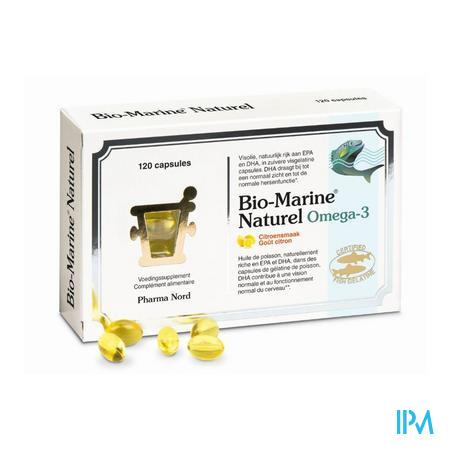 Bio-Marine® Naturel
120 capsules
Bio-Marine® Naturel
120 capsules
Voedingssupplement
Complément alimentaire
Pharma Nord
Visolie, natuurlijk rijk aan EPA
en DHA, in zuivere visgelatine
capsules. DHA draagt bij tot
een normaal zicht en tot de
normale hersenfunctie*.
Bio-Marine®
Naturel Omega-3
Citroensmaak
Goût citron
Huile de poisson, naturellement
riche en EPA et DHA, dans des
capsules de gélatine de poisson.
DHA contribue à une vision
normale et au fonctionnement
normal du cerveau**.
CERTIFIED
FISH GELATINE
IPM